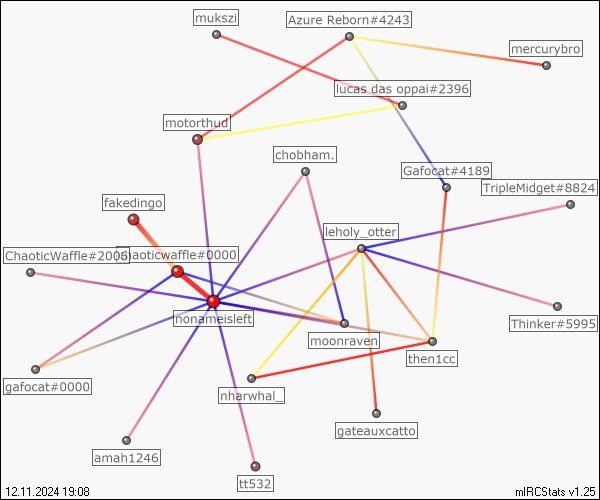 mukszi
Azure Reborn#4243
mercurybro
lucas das oppai#2396
motorthud
chobham.
Gafocat#4189
TripleMidget#8824
fakedingo
leholy_otter
ChaoticWaffle#2006
chaoticwaffle#0000
nonameisleft
Thinker#5995
moonraven
then1cc
gafocat#0000
nharwhal_
gateauxcatto
amah1246
tt532
12.11.2024 19:08
mIRCStats v1.25